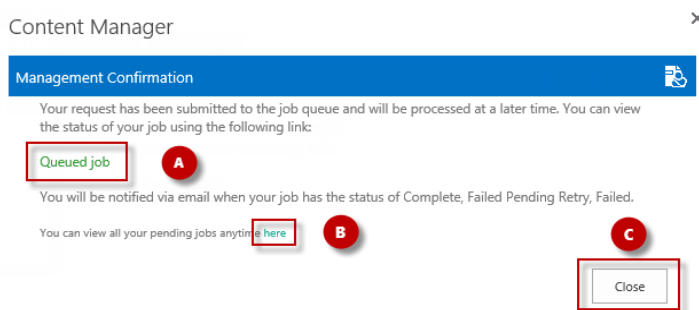 Content Manager
Management Confirmation
Your request has been submitted to the job queue and will be processed at a later time. You can view
the status of your job using the following link:
Queued job
A
You will be notified via email when your job has the status of Complete, Failed Pending Retry, Failed.
You can view all your pending jobs anytime here
B
C
Close